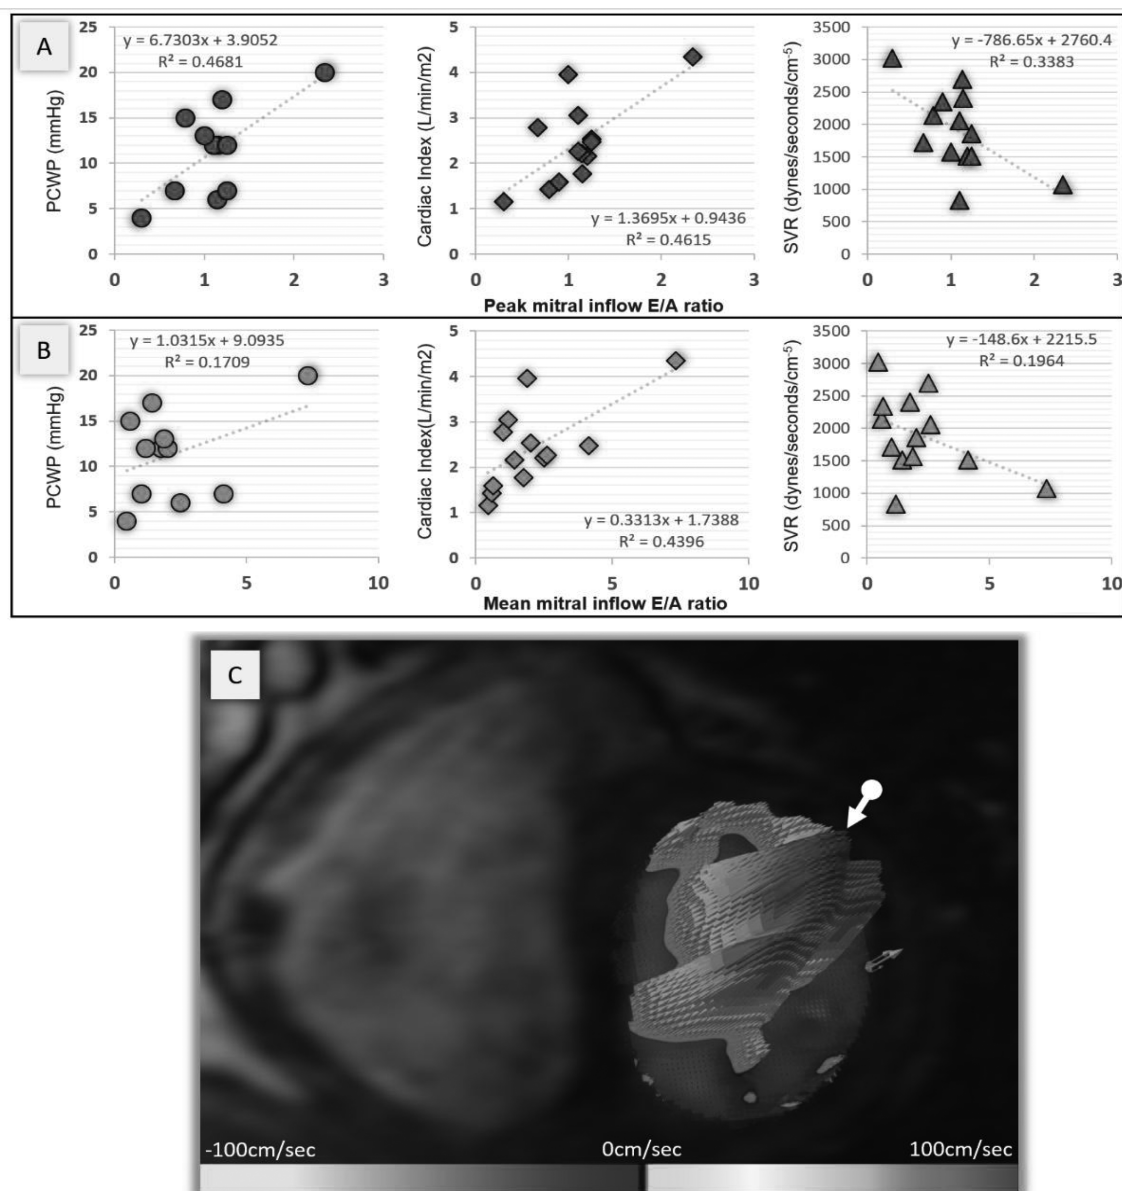 A
PCWP (mmHg)
25
20
15
10
5
0
y = 6.7303x + 3.9052
R² = 0.4681
0 1 2 3
Cardiac Index (L/min/m2)
5
4
3
2
1
0
y = 1.3695x + 0.9436
R² = 0.4615
0 1 2 3
SVR (dynes/seconds/cm-5)
3500
3000
2500
2000
1500
1000
500
0
y = -786.65x + 2760.4
R² = 0.3383
0 1 2 3
Peak mitral inflow E/A ratio
B
PCWP (mmHg)
25
20
15
10
5
0
y = 1.0315x + 9.0935
R² = 0.1709
0 5 10
Cardiac Index(L/min/m2)
5
4
3
2
1
0
y = 0.3313x + 1.7388
R² = 0.4396
0 5 10
SVR (dynes/seconds/cm-5)
3500
3000
2500
2000
1500
1000
500
0
y = -148.6x + 2215.5
R² = 0.1964
0 5 10
Mean mitral inflow E/A ratio
C
-100cm/sec 0cm/sec 100cm/sec